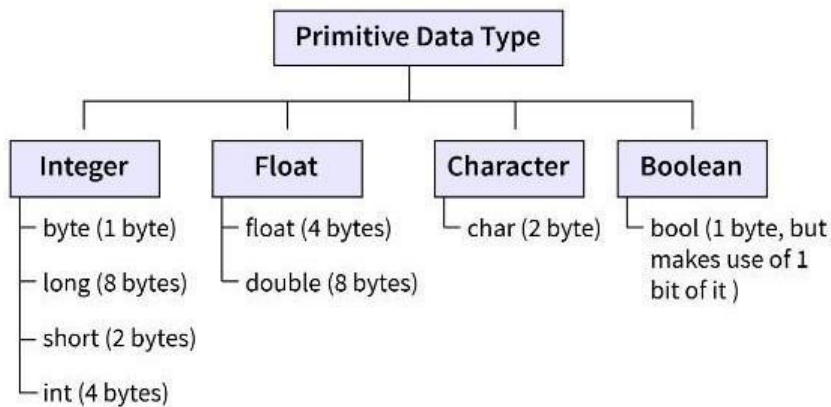 Primitive Data Type
Integer
byte (1 byte)
long (8 bytes)
short (2 bytes)
int (4 bytes)
Float
float (4 bytes)
double (8 bytes)
Character
char (2 byte)
Boolean
bool (1 byte, but
makes use of 1
bit of it )